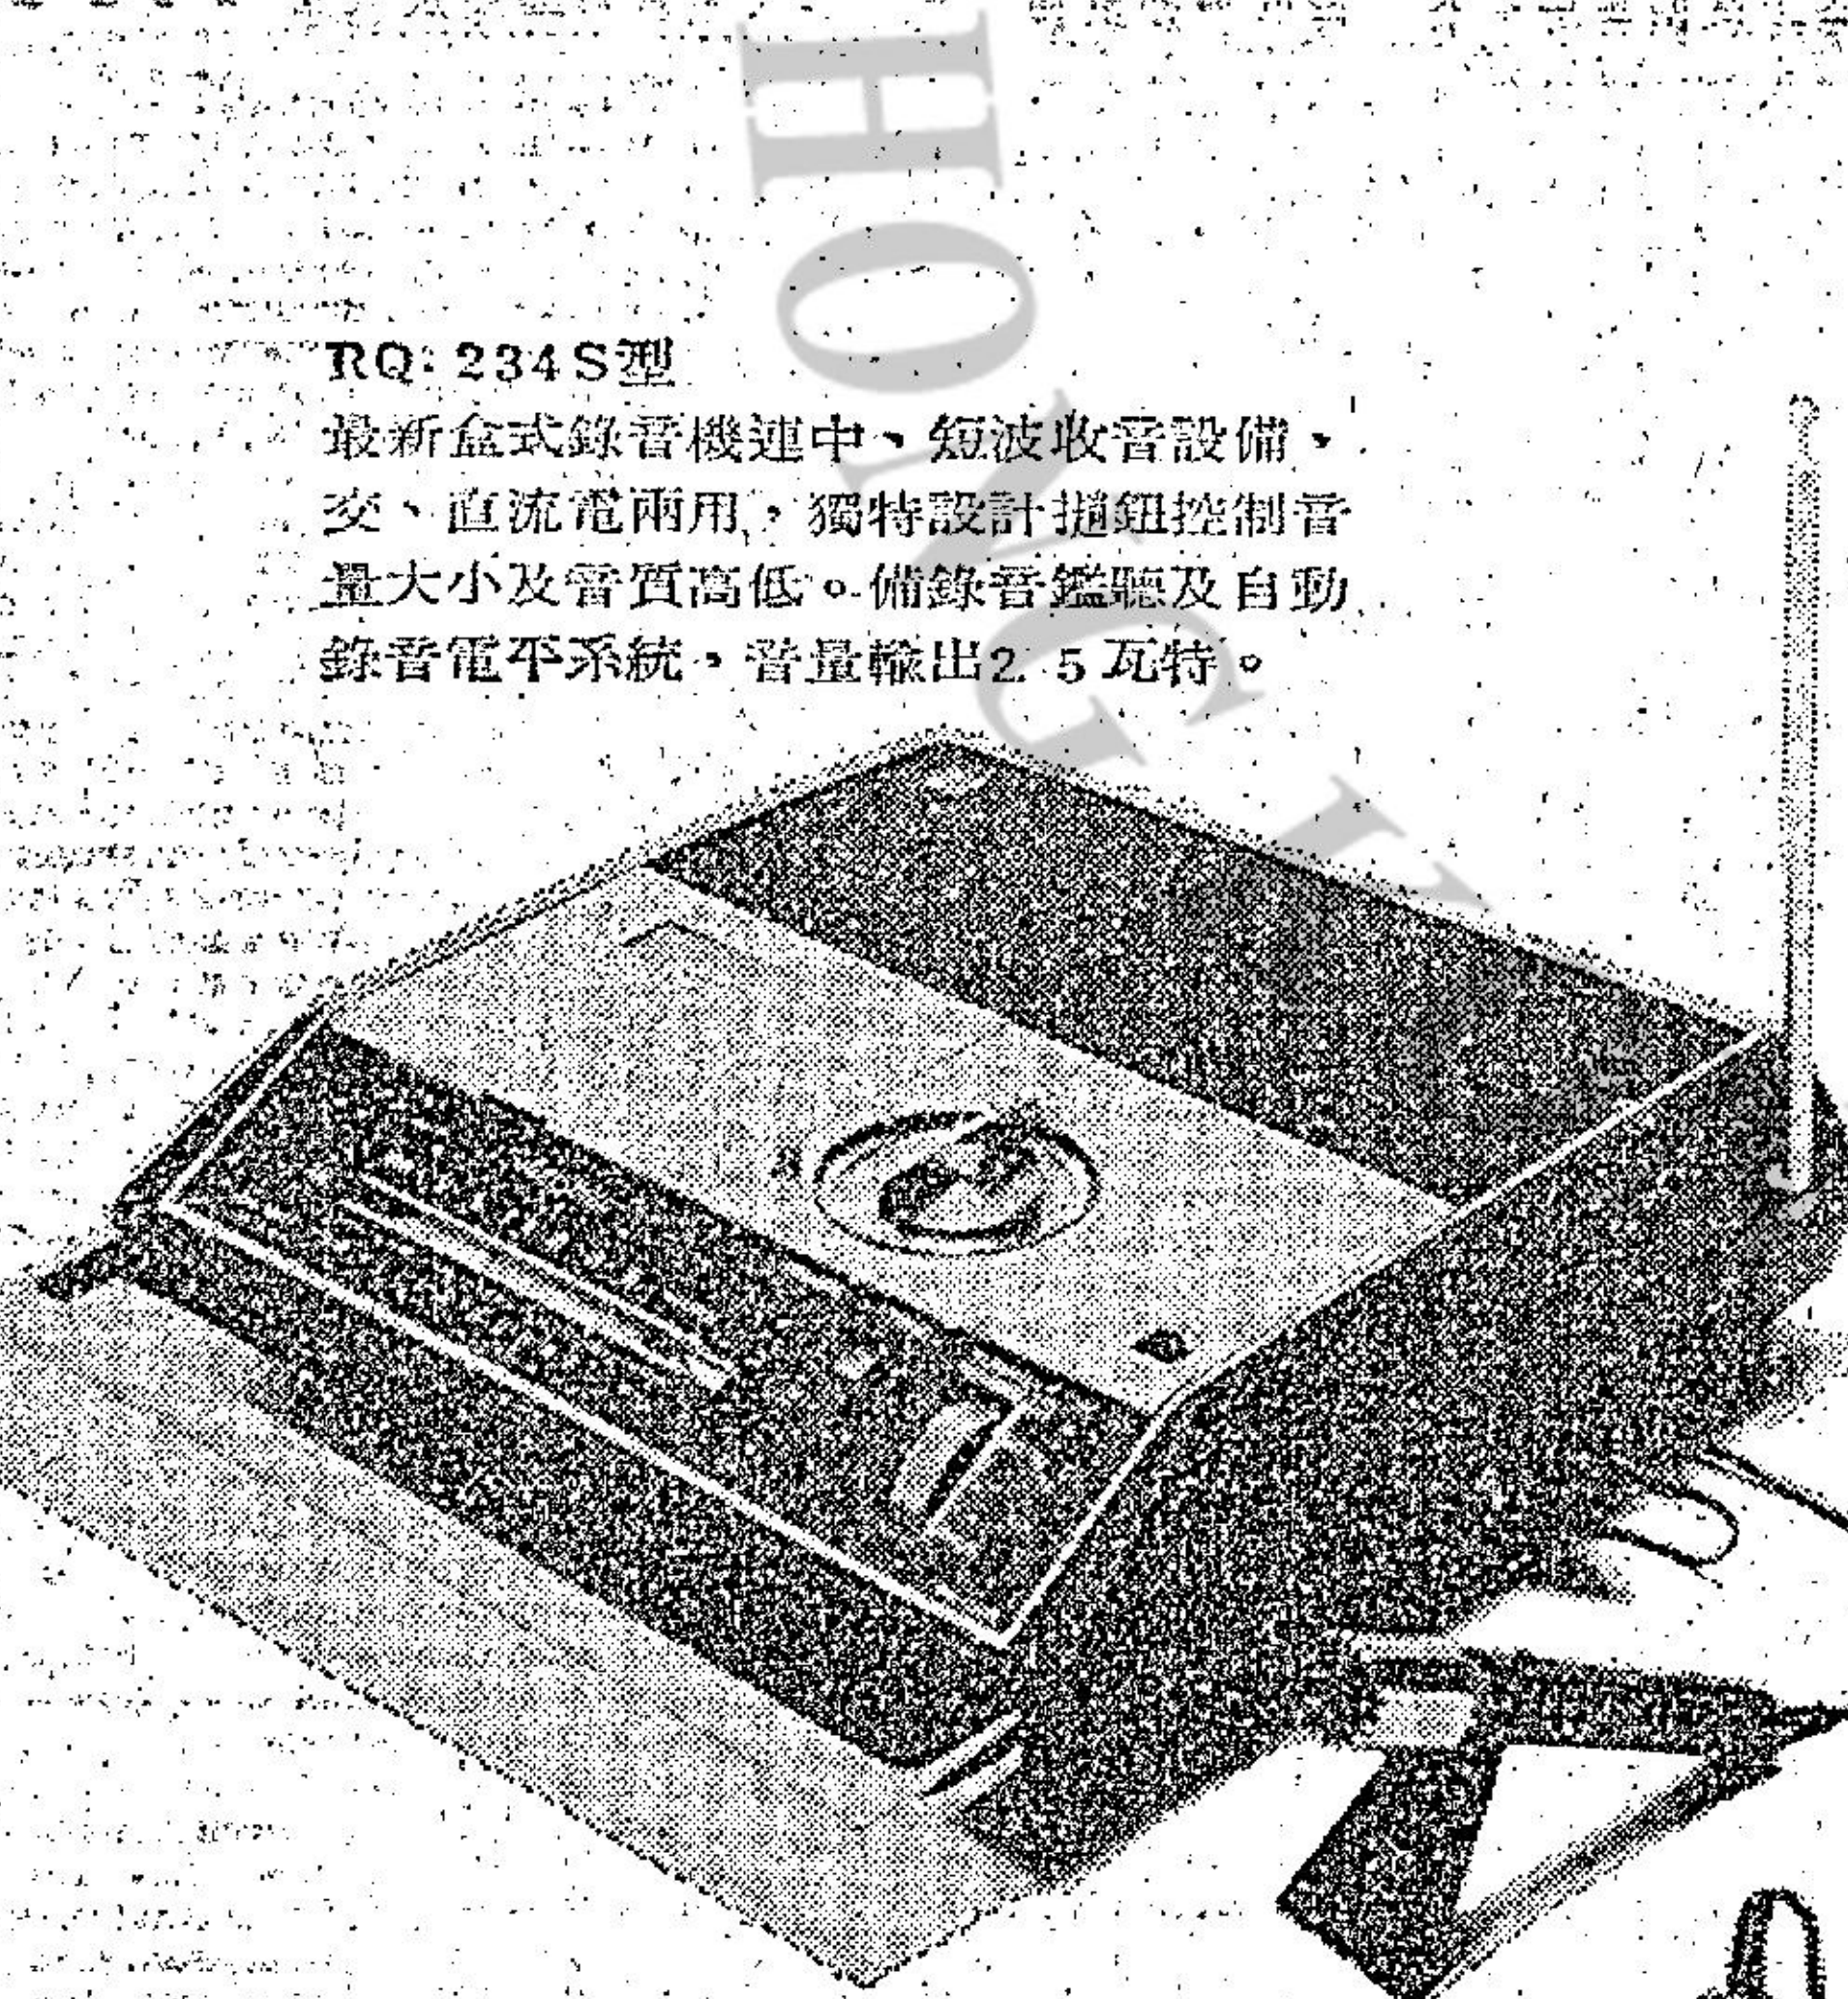 RQ:234S型
最新盒式錄音機連中、短波收音設備，
交、直流電兩用，獨特設計趟鈕控制音
量大小及音質高低。備錄音鑑聽及自動
錄音電平系統，音量輸出2.5瓦特。
HONG K